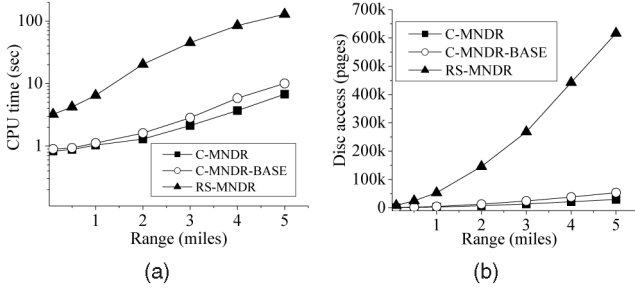 CPU time (sec)
100
10
1
C-MNDR
C-MNDR-BASE
RS-MNDR
1 2 3 4 5
Range (miles)
(a)
Disc access (pages)
700k
600k
500k
400k
300k
200k
100k
0
C-MNDR
C-MNDR-BASE
RS-MNDR
1 2 3 4 5
Range (miles)
(b)